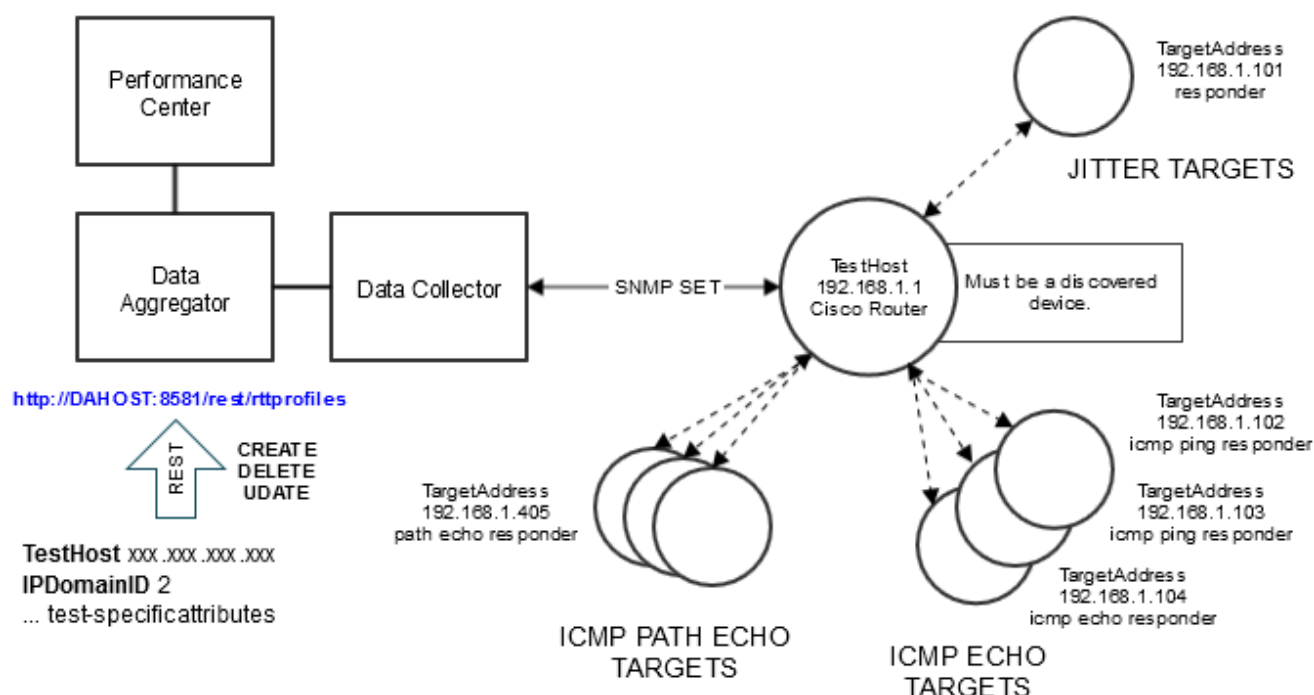 Performance
Center
Data
Aggregator
Data Collector
SNMP SET
TestHost
192.168.1.1
Cisco Router
Must be a discovered
device.
TargetAddress
192.168.1.101
responder
JITTER TARGETS
http://DAHOST:8581/rest/rttprofiles
REST
CREATE
DELETE
UDATE
TestHost xxx.xxx.xxx.xxx
IPDomainID 2
... test-specificattributes
TargetAddress
192.168.1.405
path echo responder
ICMP PATH ECHO
TARGETS
TargetAddress
192.168.1.102
icmp ping responder
TargetAddress
192.168.1.103
icmp ping responder
TargetAddress
192.168.1.104
icmp echo responder
ICMP ECHO
TARGETS